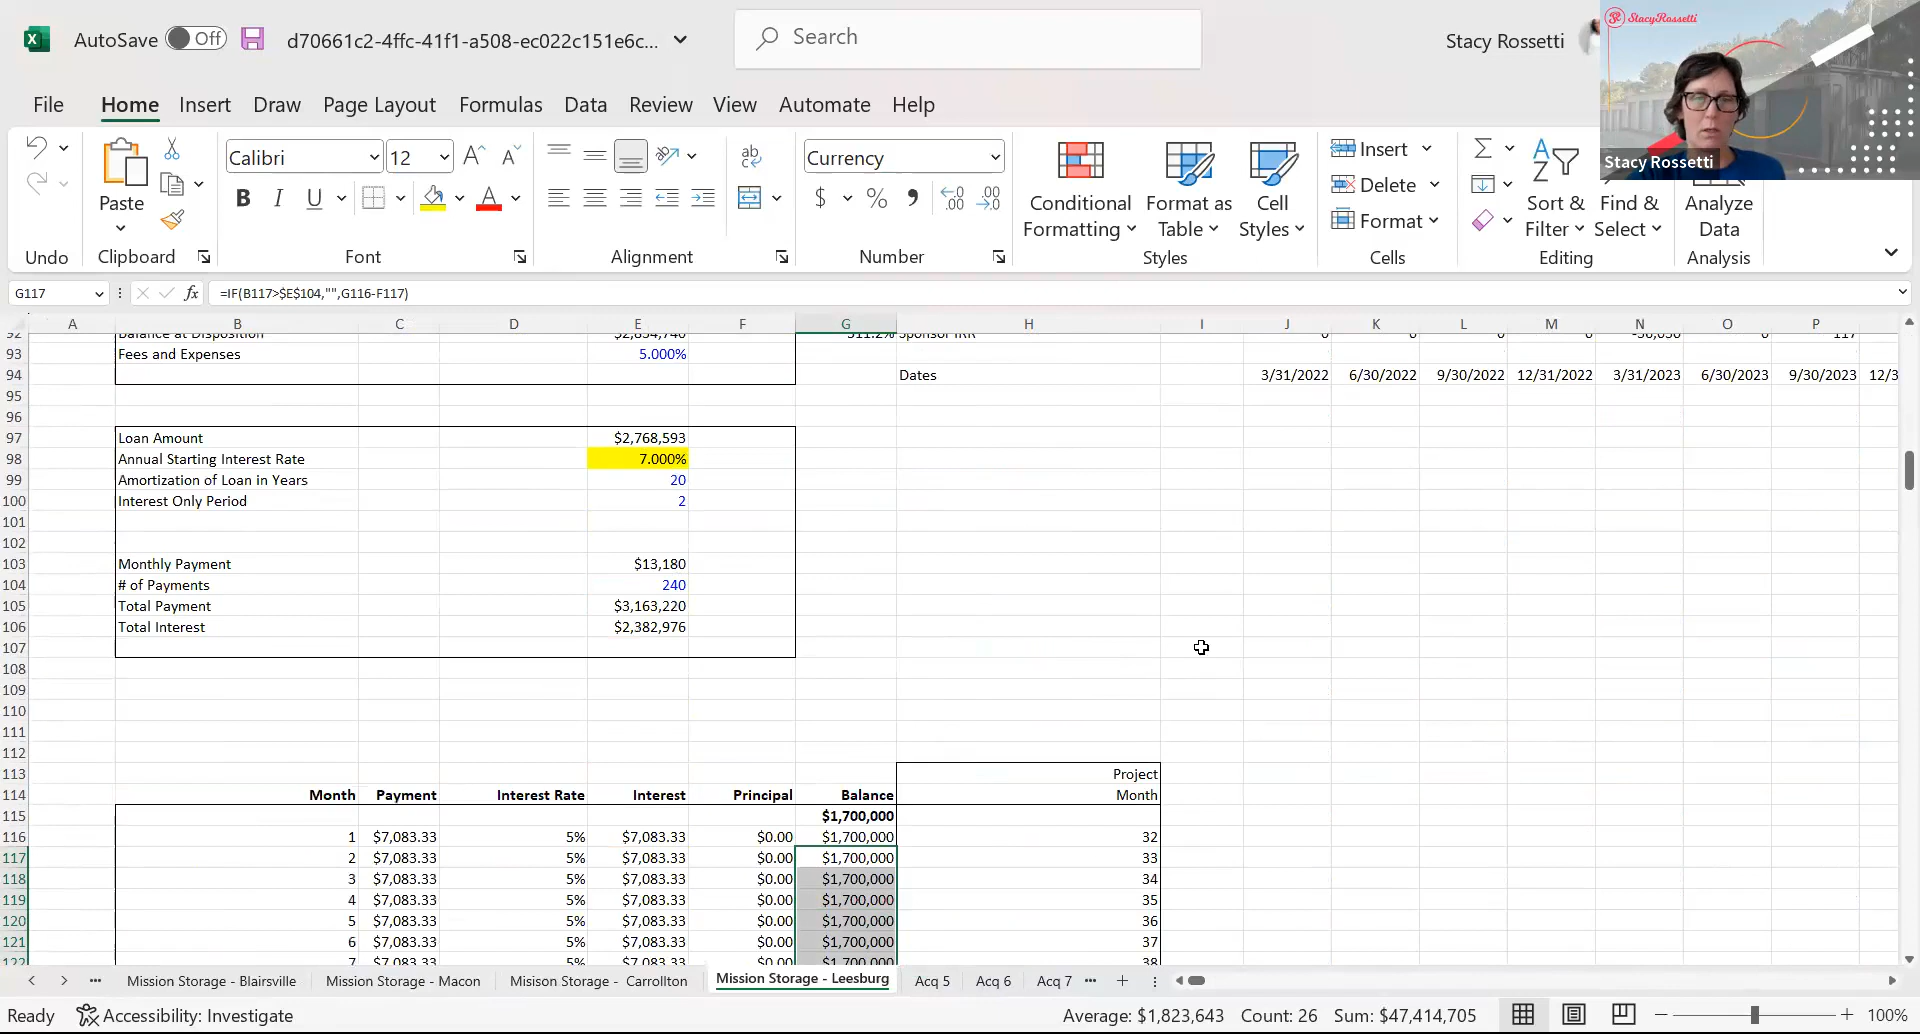 AutoSave Off d70661c2-4ffc-41f1-a508-ec022c151e6c... Search Stacy Rossetti
StacyRossetti
Stacy Rossetti
File Home Insert Draw Page Layout Formulas Data Review View Automate Help
Paste
Calibri 12
ab
Currency
$ % , .00
Conditional Formatting
Format as Table
Cell Styles
Insert
Delete
Format
Sort & Filter
Find & Select
Analyze Data
Undo Clipboard Font Alignment Number Styles Cells Editing Analysis
G117 fx =IF(B117>$E$104,"",G116-F117)
A B C D E F G H I J K L M N O P
92 Balance at Disposition $2,834,740 311.2% Sponsor IRR 0 0 0 0 -36,050 0 117
93 Fees and Expenses 5.000%
94 Dates 3/31/2022 6/30/2022 9/30/2022 12/31/2022 3/31/2023 6/30/2023 9/30/2023 12/3
95
96
97 Loan Amount $2,768,593
98 Annual Starting Interest Rate 7.000%
99 Amortization of Loan in Years 20
100 Interest Only Period 2
101
102
103 Monthly Payment $13,180
104 # of Payments 240
105 Total Payment $3,163,220
106 Total Interest $2,382,976
107
108
109
110
111
112
113 Project
114 Month Payment Interest Rate Interest Principal Balance Month
115 $1,700,000
116 1 $7,083.33 5% $7,083.33 $0.00 $1,700,000 32
117 2 $7,083.33 5% $7,083.33 $0.00 $1,700,000 33
118 3 $7,083.33 5% $7,083.33 $0.00 $1,700,000 34
119 4 $7,083.33 5% $7,083.33 $0.00 $1,700,000 35
120 5 $7,083.33 5% $7,083.33 $0.00 $1,700,000 36
121 6 $7,083.33 5% $7,083.33 $0.00 $1,700,000 37
122 7 $7,083.33 5% $7,083.33 $0.00 $1,700,000 38
Mission Storage - Blairsville Mission Storage - Macon Misison Storage - Carrollton Mission Storage - Leesburg Acq 5 Acq 6 Acq 7
Ready Accessibility: Investigate Average: $1,823,643 Count: 26 Sum: $47,414,705 100%